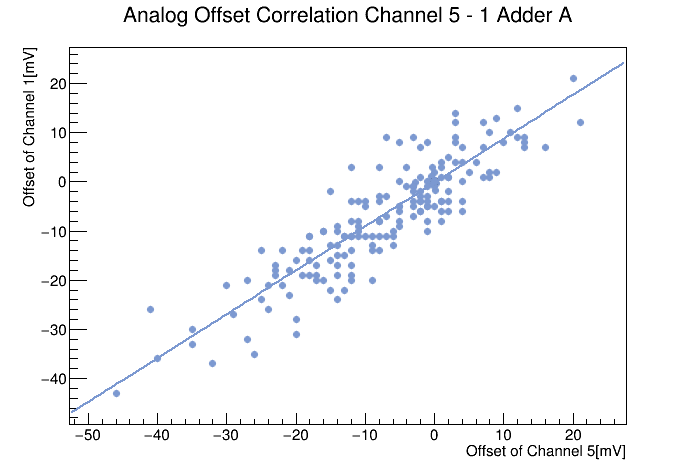 Analog Offset Correlation Channel 5 - 1 Adder A
Offset of Channel 1[mV]
20
10
0
−10
−20
−30
−40
−50 −40 −30 −20 −10 0 10 20
Offset of Channel 5[mV]